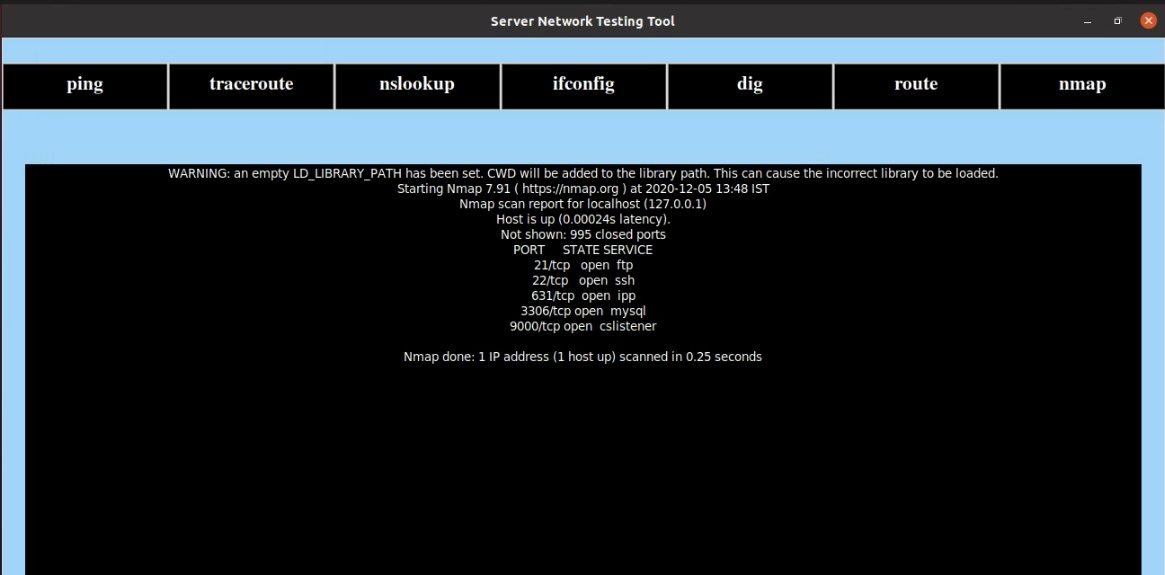 Server Network Testing Tool
ping traceroute nslookup ifconfig dig route nmap
WARNING: an empty LD_LIBRARY_PATH has been set. CWD will be added to the library path. This can cause the incorrect library to be loaded.
Starting Nmap 7.91 ( https://nmap.org ) at 2020-12-05 13:48 IST
Nmap scan report for localhost (127.0.0.1)
Host is up (0.00024s latency).
Not shown: 995 closed ports
PORT STATE SERVICE
21/tcp open ftp
22/tcp open ssh
631/tcp open ipp
3306/tcp open mysql
9000/tcp open cslistener
Nmap done: 1 IP address (1 host up) scanned in 0.25 seconds